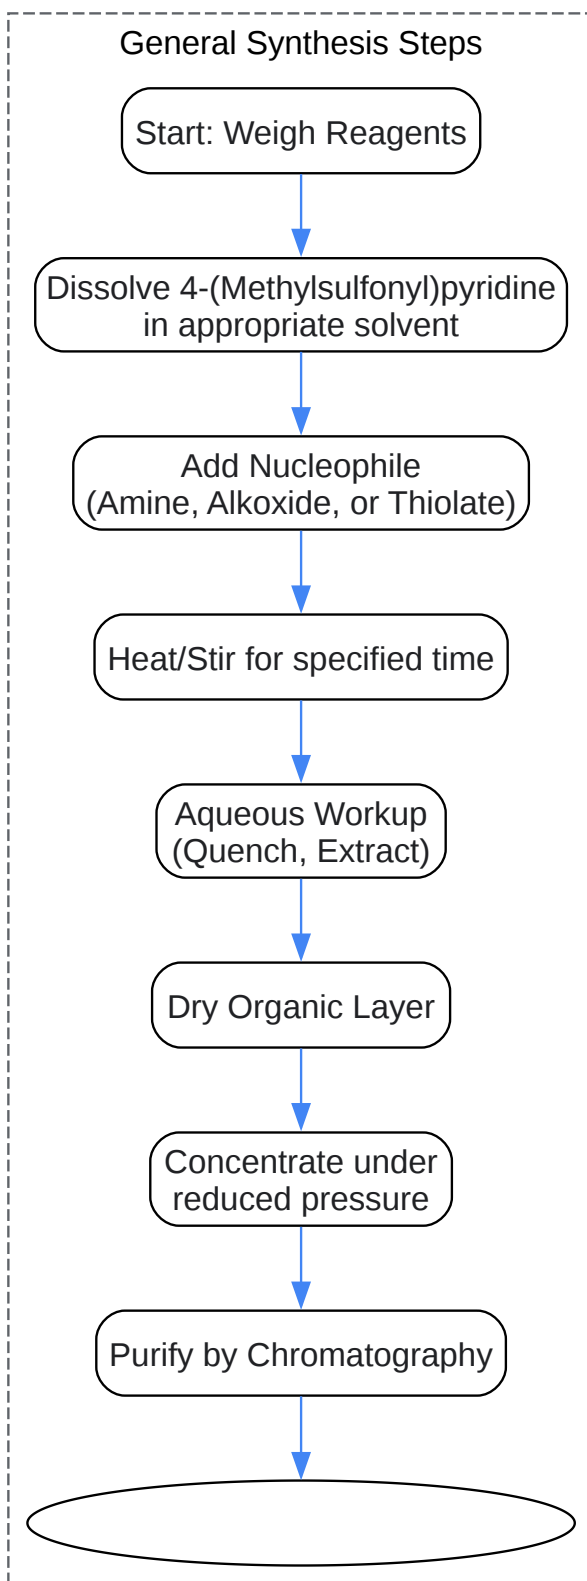 General Synthesis Steps
Start: Weigh Reagents
Dissolve 4-(Methylsulfonyl)pyridine
in appropriate solvent
Add Nucleophile
(Amine, Alkoxide, or Thiolate)
Heat/Stir for specified time
Aqueous Workup
(Quench, Extract)
Dry Organic Layer
Concentrate under
reduced pressure
Purify by Chromatography